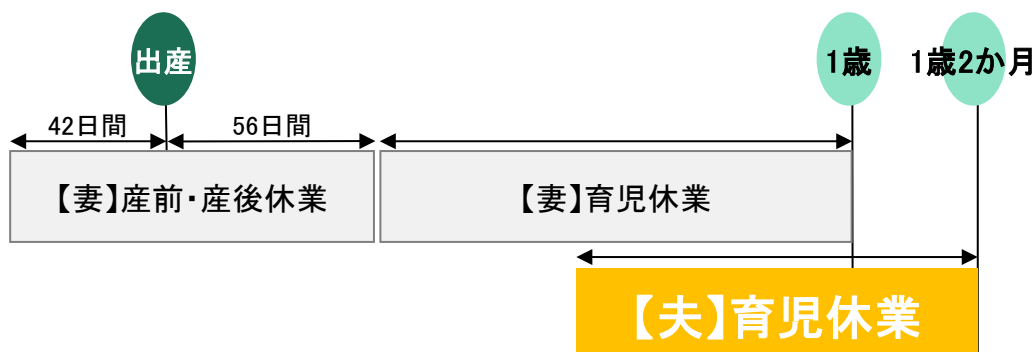 出産
1歳
1歳2か月
42日間
56日間
【妻】産前・産後休業
【妻】育児休業
【夫】育児休業